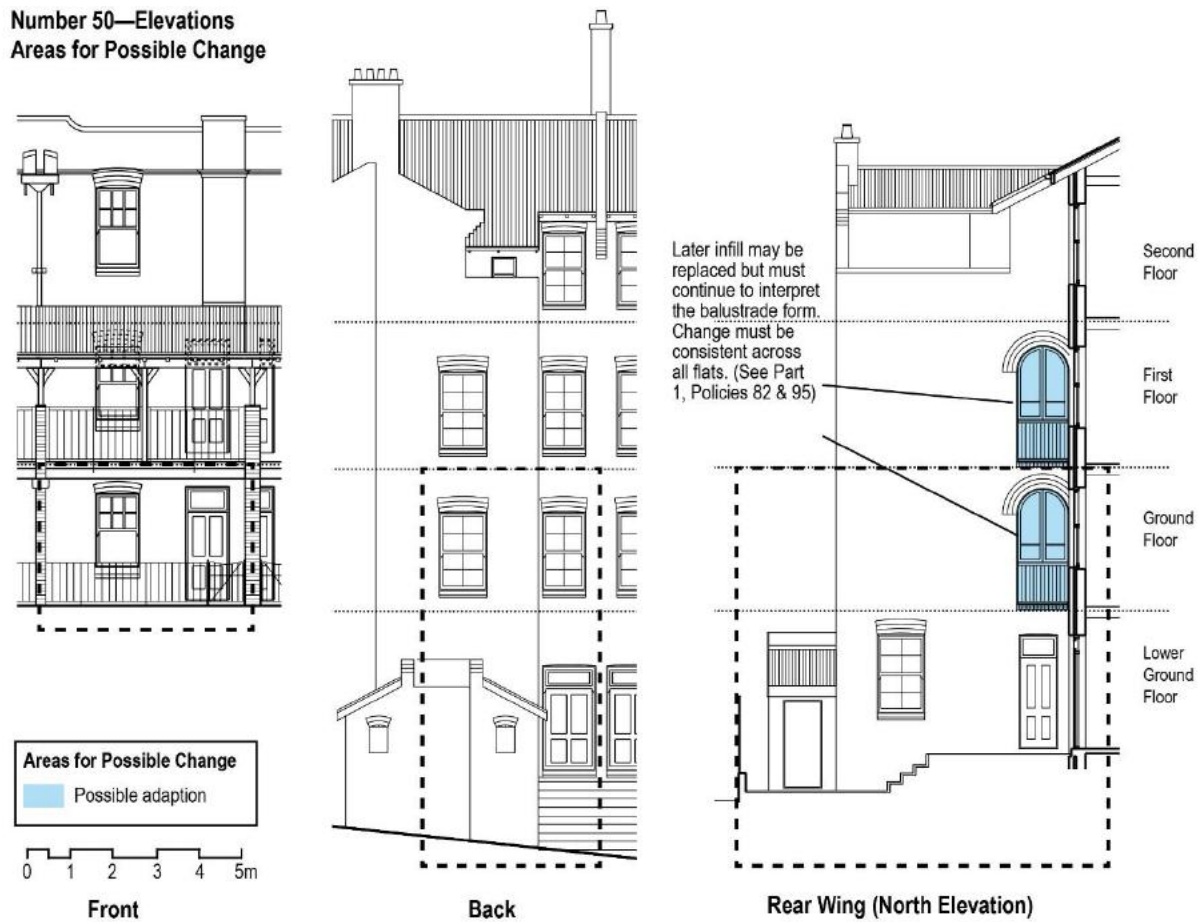 Number 50—Elevations
Areas for Possible Change
Later infill may be
replaced but must
continue to interpret
the balustrade form.
Change must be
consistent across
all flats. (See Part
1, Policies 82 & 95)
Second
Floor
First
Floor
Ground
Floor
Lower
Ground
Floor
Areas for Possible Change
Possible adaption
0 1 2 3 4 5m
Front
Back
Rear Wing (North Elevation)